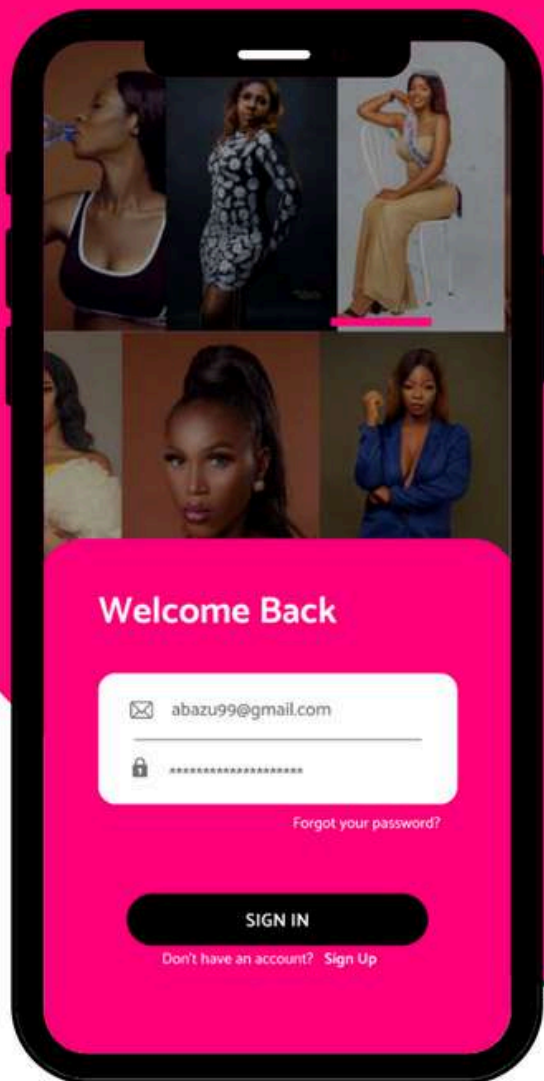 Welcome Back
abazu99@gmail.com
********************
Forgot your password?
SIGN IN
Don't have an account? Sign Up